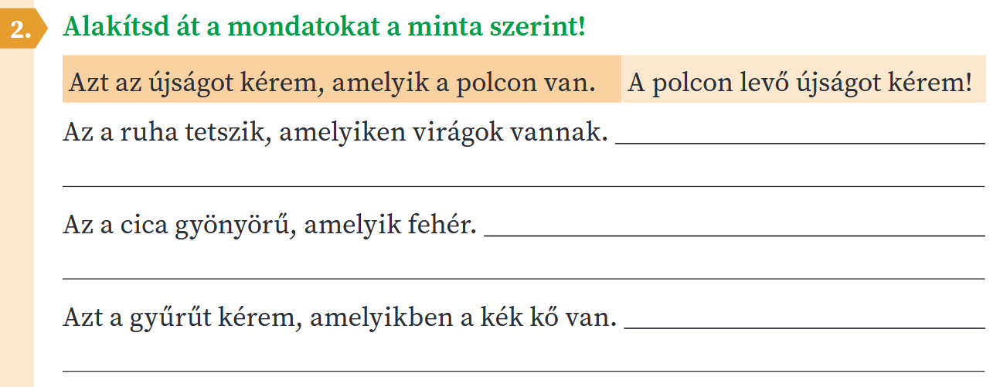 2. Alakítsd át a mondatokat a minta szerint!
Azt az újságot kérem, amelyik a polcon van. A polcon levő újságot kérem!
Az a ruha tetszik, amelyiken virágok vannak.
Az a cica gyönyörű, amelyik fehér.
Azt a gyűrűt kérem, amelyikben a kék kő van.